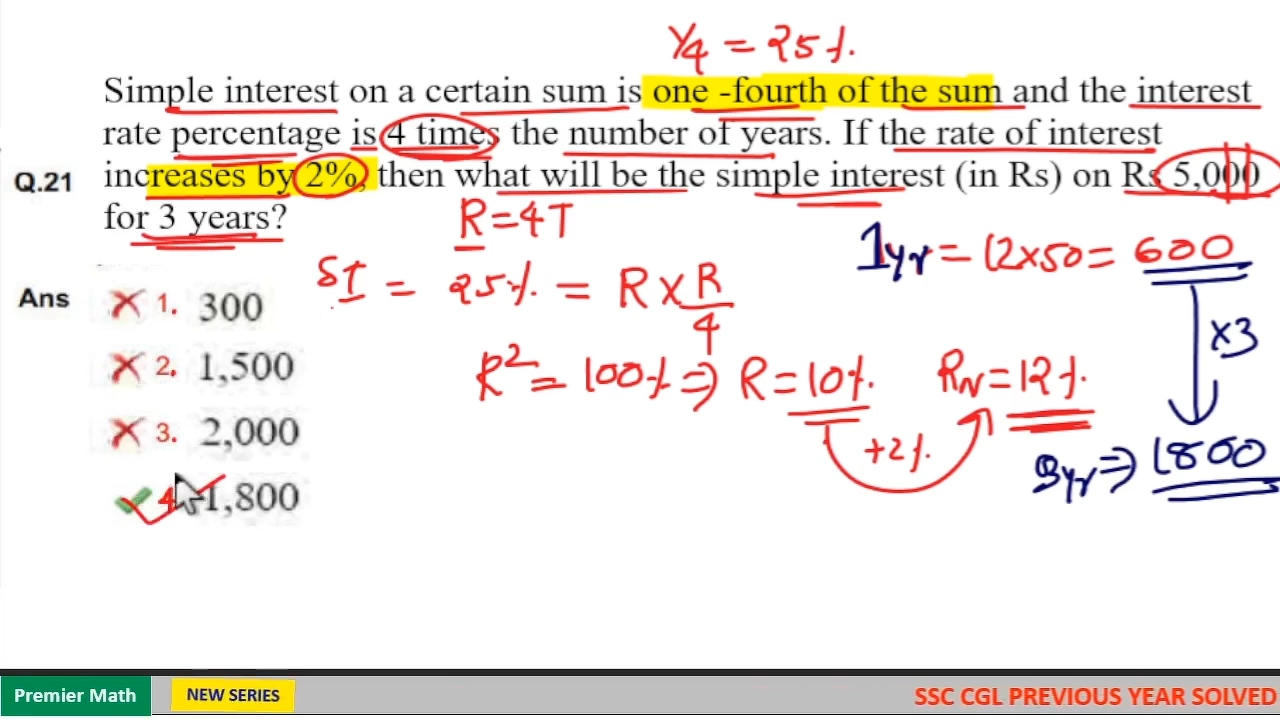 1/4 = 25%
Simple interest on a certain sum is one -fourth of the sum and the interest
rate percentage is 4 times the number of years. If the rate of interest
Q.21 increases by 2%, then what will be the simple interest (in Rs) on Rs 5,000
for 3 years?
R=4T
1yr = 12×50 = 600
SI = 25% = R×R/4
×3
R² = 100% ⇒ R = 10% RN = 12%
+2%
3yr ⇒ 1800
Ans 1. 300
2. 1,500
3. 2,000
4. 1,800
Premier Math NEW SERIES SSC CGL PREVIOUS YEAR SOLVED